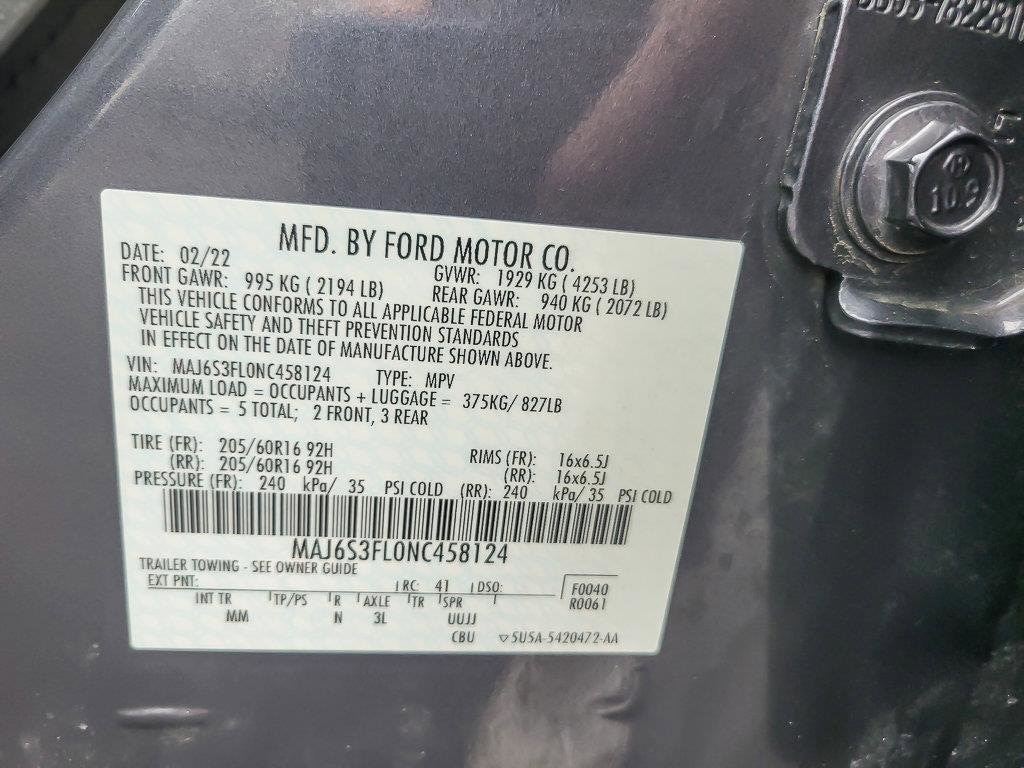 MFD. BY FORD MOTOR CO.
DATE: 02/22 GVWR: 1929 KG ( 4253 LB)
FRONT GAWR: 995 KG ( 2194 LB) REAR GAWR: 940 KG ( 2072 LB)
THIS VEHICLE CONFORMS TO ALL APPLICABLE FEDERAL MOTOR
VEHICLE SAFETY AND THEFT PREVENTION STANDARDS
IN EFFECT ON THE DATE OF MANUFACTURE SHOWN ABOVE.
VIN: MAJ6S3FL0NC458124 TYPE: MPV
MAXIMUM LOAD = OCCUPANTS + LUGGAGE = 375KG/ 827LB
OCCUPANTS = 5 TOTAL; 2 FRONT, 3 REAR
TIRE (FR): 205/60R16 92H RIMS (FR): 16x6.5J
(RR): 205/60R16 92H (RR): 16x6.5J
PRESSURE (FR): 240 kPa/ 35 PSI COLD (RR): 240 kPa/ 35 PSI COLD
MAJ6S3FL0NC458124
TRAILER TOWING - SEE OWNER GUIDE
EXT PNT: RC: 41 DSO: F0040
R0061
INT TR TP/PS R AXLE TR SPR
MM N 3L UUJJ
CBU ▽5U5A-5420472-AA
109